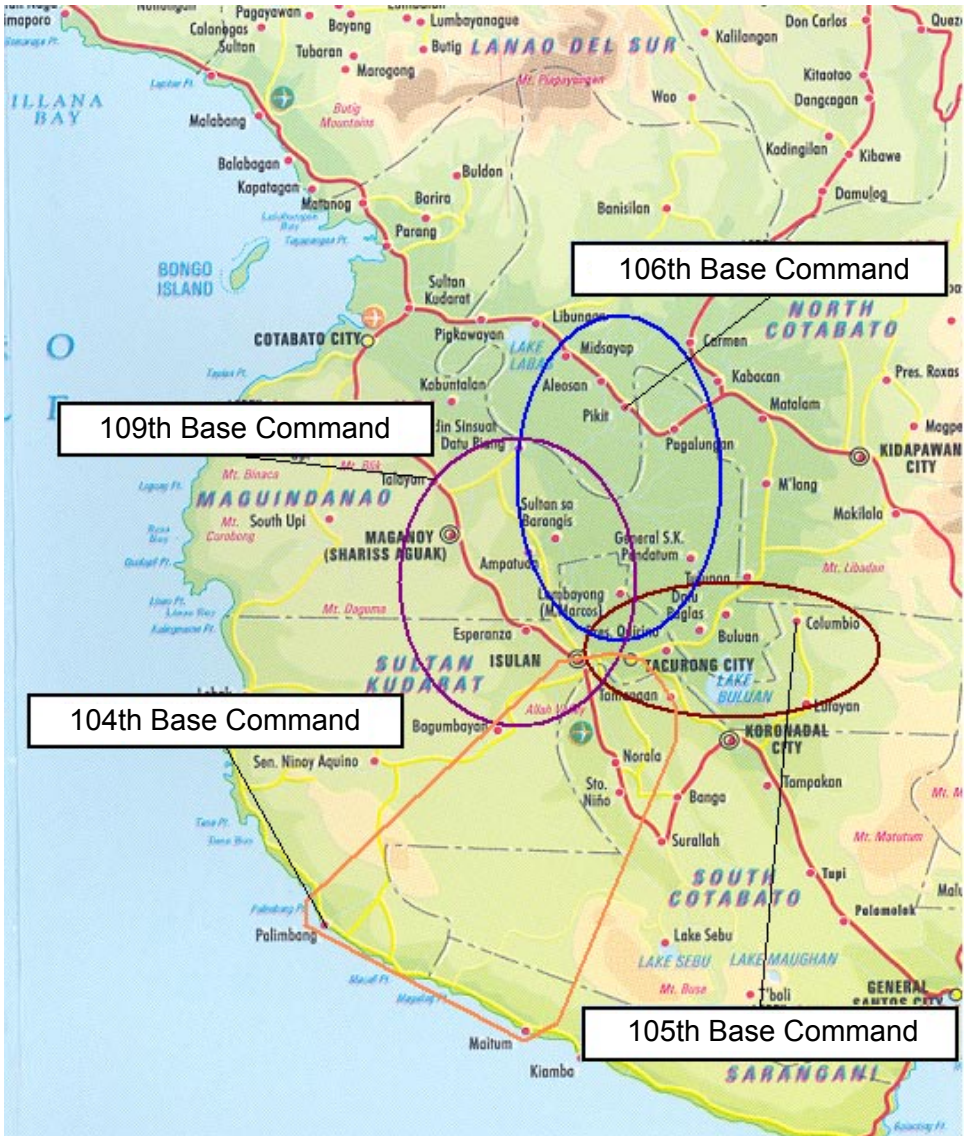 Pagayawan
Lumbayanague
Don Carlos
Calanogas
Bayang
Sultan
Tubaran
Butig
LANAO DEL SUR
Kalilangan
Marogong
Kitaotao
ILLANA
BAY
Mt. Piagayungan
Wao
Dangcagan
Butig
Mountains
Malabang
Kadingilan
Kibawe
Balabagan
Kapatagan
Buldon
Damulog
Matanog
Barira
Banisilan
Parang
106th Base Command
BONGO
ISLAND
Sultan
Kudarat
NORTH
COTABATO
Libungan
COTABATO CITY
Pigkawayan
Midsayap
Carmen
LAKE
Aleosan
Kabacan
Pres. Roxas
Kabuntalan
Pikit
Matalam
109th Base Command
Datu Piang
Pagalungan
KIDAPAWAN
CITY
Mt. Binaca
Mt. Blik
Talayan
M'lang
MAGUINDANAO
Sultan sa
Barongis
Makilala
Mt.
South Upi
MAGANOY
(SHARISS AGUAK)
General S.K.
Pendatum
Ampatuan
Mt. Libadan
Mt. Daguma
Lambayong
(M.Marcos)
Datu
Paglas
Columbio
Esperanza
Pres. Quirino
Buluan
SULTAN
KUDARAT
ISULAN
TACURONG CITY
LAKE
BULUAN
104th Base Command
Allah Valley
Lutayan
Bagumbayan
KORONADAL
CITY
Sen. Ninoy Aquino
Norala
Sto.
Niño
Banga
Tampakan
Surallah
Mt. Matutum
SOUTH
COTABATO
Tupi
Polomolok
Palimbang
Lake Sebu
LAKE SEBU
LAKE MAUGHAN
Mt. Busa
T'boli
GENERAL
SANTOS CITY
105th Base Command
Maitum
Kiamba
SARANGANI